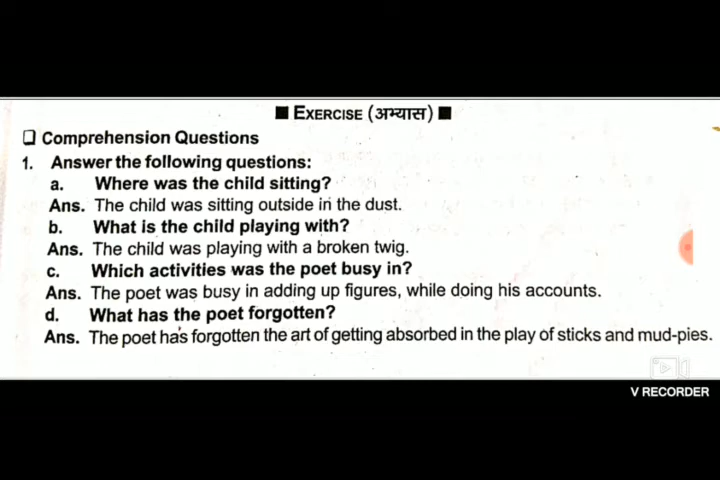 ■ EXERCISE (अभ्यास) ■
❑ Comprehension Questions
1. Answer the following questions:
a. Where was the child sitting?
Ans. The child was sitting outside in the dust.
b. What is the child playing with?
Ans. The child was playing with a broken twig.
c. Which activities was the poet busy in?
Ans. The poet was busy in adding up figures, while doing his accounts.
d. What has the poet forgotten?
Ans. The poet has forgotten the art of getting absorbed in the play of sticks and mud-pies.
V RECORDER